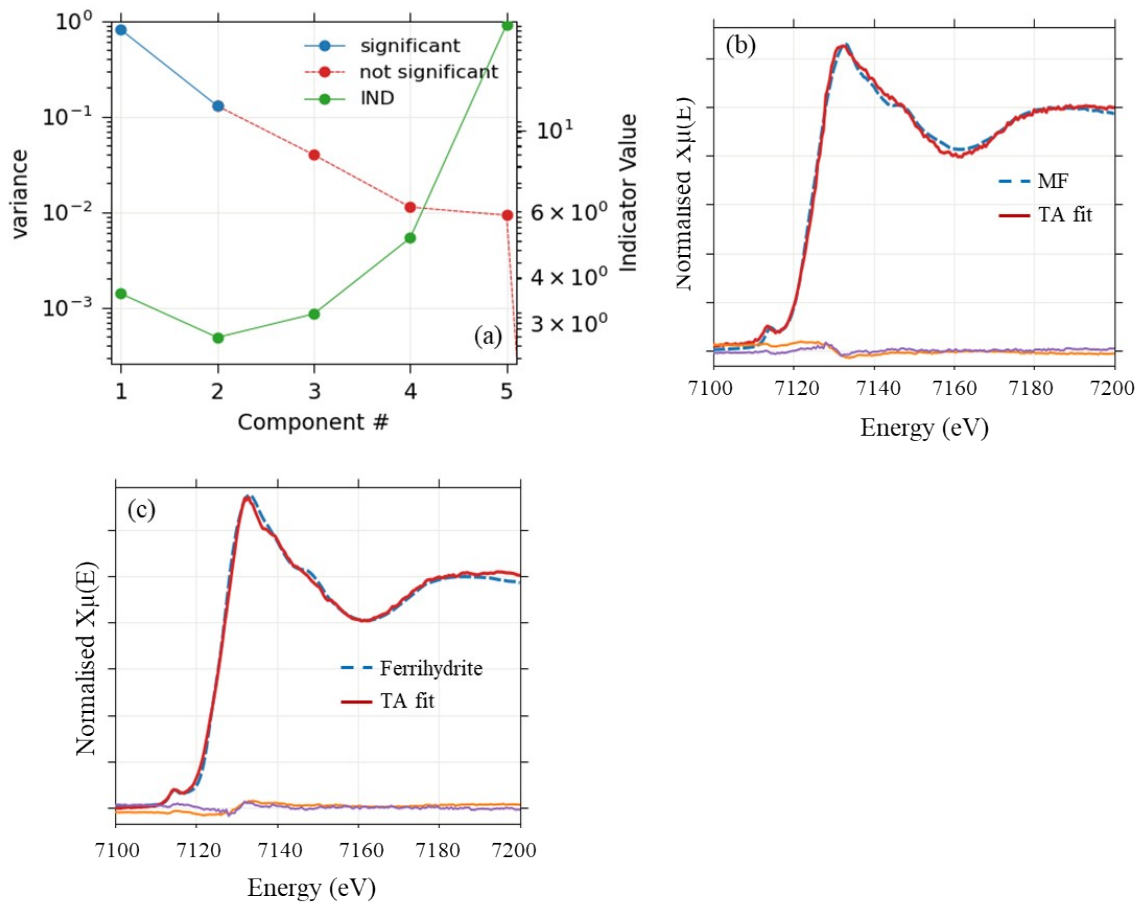 10⁰
10⁻¹
10⁻²
10⁻³
variance
significant
not significant
IND
10¹
6 × 10⁰
4 × 10⁰
3 × 10⁰
Indicator Value
(a)
1 2 3 4 5
Component #
(b)
Normalised Xμ(E)
MF
TA fit
7100 7120 7140 7160 7180 7200
Energy (eV)
(c)
Normalised Xμ(E)
Ferrihydrite
TA fit
7100 7120 7140 7160 7180 7200
Energy (eV)